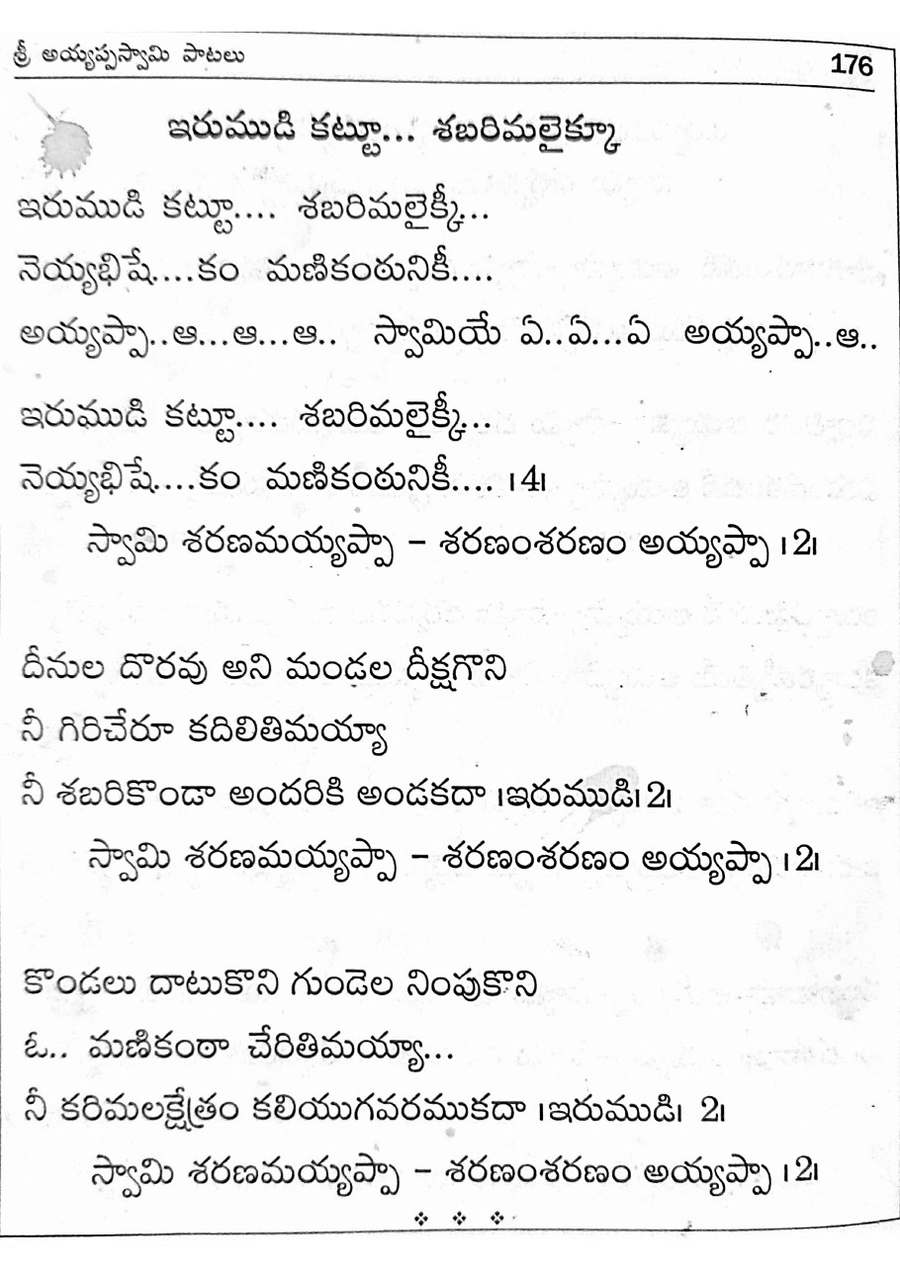 శ్రీ అయ్యప్పస్వామి పాటలు 176
ఇరుముడి కట్టూ... శబరిమలైక్కూ
ఇరుముడి కట్టూ.... శబరిమలైక్కీ...
నెయ్యభిషే....కం మణికంఠునికీ....
అయ్యప్పా..ఆ...ఆ...ఆ.. స్వామియే ఏ..ఏ...ఏ అయ్యప్పా..ఆ..
ఇరుముడి కట్టూ.... శబరిమలైక్కీ...
నెయ్యభిషే....కం మణికంఠునికీ.... ।4।
స్వామి శరణమయ్యప్పా – శరణంశరణం అయ్యప్పా ।2।
దీనుల దొరవు అని మండల దీక్షగొని
నీ గిరిచేరూ కదిలితిమయ్యా
నీ శబరికొండా అందరికి అండకదా ।ఇరుముడి। 2।
స్వామి శరణమయ్యప్పా – శరణంశరణం అయ్యప్పా ।2।
కొండలు దాటుకొని గుండెల నింపుకొని
ఓ.. మణికంఠా చేరితిమయ్యా...
నీ కరిమలక్షేత్రం కలియుగవరముకదా ।ఇరుముడి। 2।
స్వామి శరణమయ్యప్పా – శరణంశరణం అయ్యప్పా ।2।